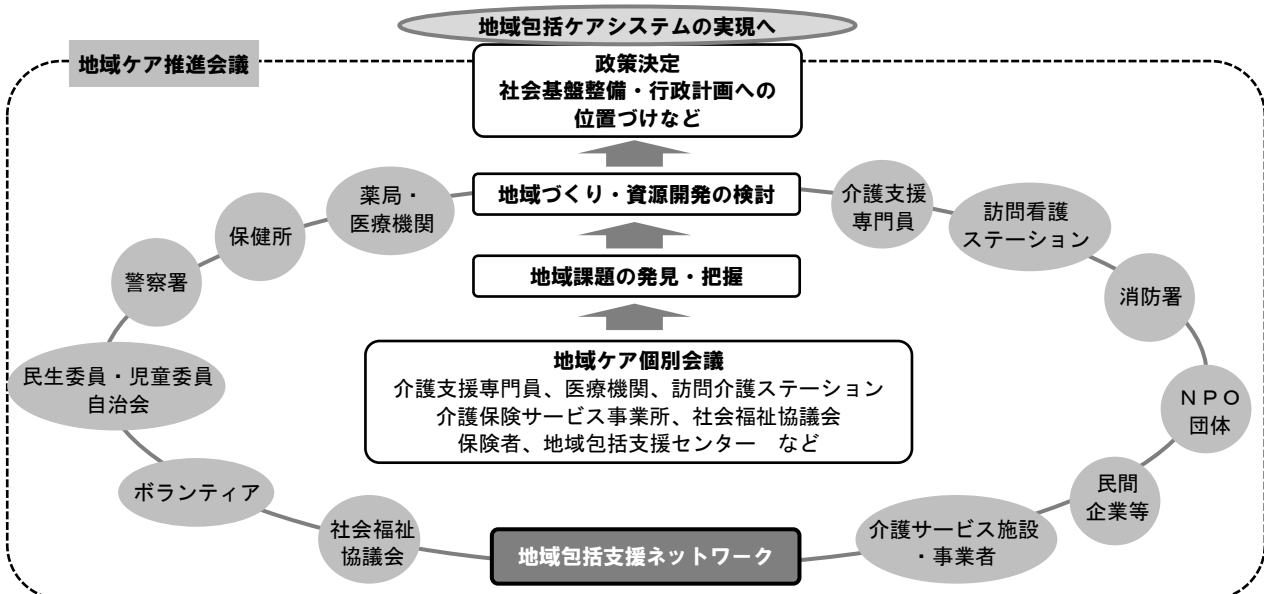 地域包括ケアシステムの実現へ
地域ケア推進会議
政策決定
社会基盤整備・行政計画への
位置づけなど
地域づくり・資源開発の検討
地域課題の発見・把握
地域ケア個別会議
介護支援専門員、医療機関、訪問介護ステーション
介護保険サービス事業所、社会福祉協議会
保険者、地域包括支援センター　など
薬局・
医療機関
保健所
警察署
民生委員・児童委員
自治会
ボランティア
社会福祉
協議会
地域包括支援ネットワーク
介護サービス施設
・事業者
民間
企業等
ＮＰＯ
団体
消防署
訪問看護
ステーション
介護支援
専門員